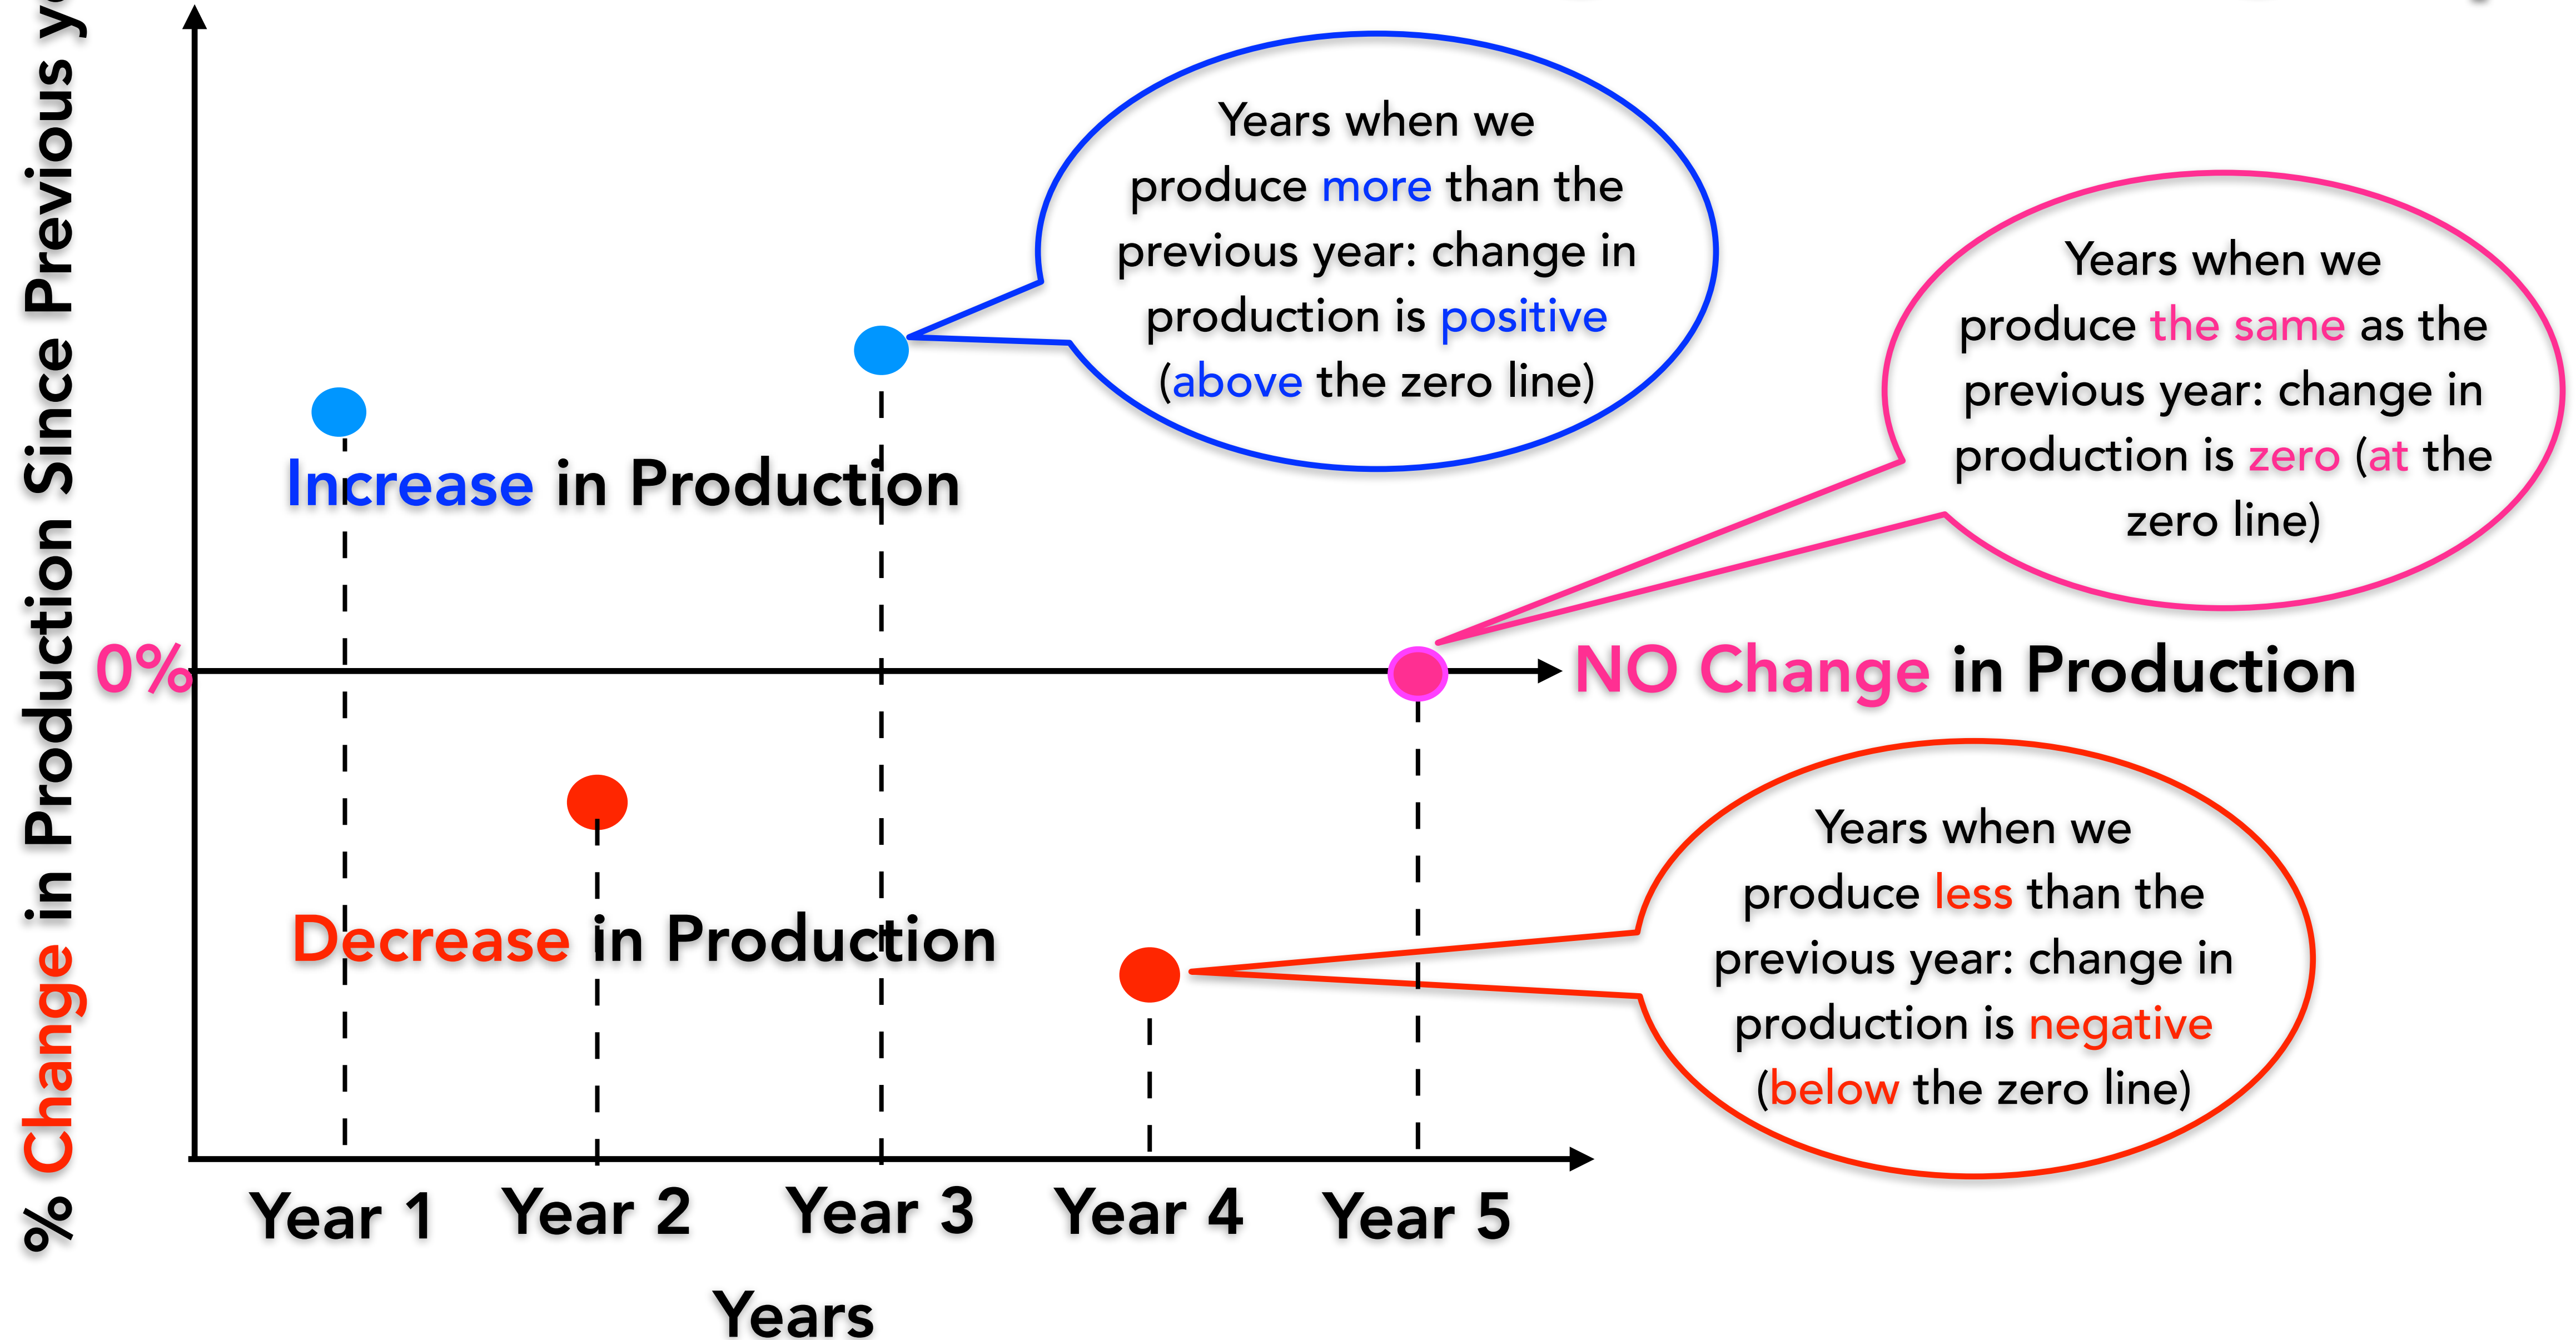 % Change in Production Since Previous
Years when we
produce more than the
previous year: change in
production is positive
(above the zero line)
Years when we
produce the same as the
previous year: change in
production is zero (at the
zero line)
Increase in Production
0%
NO Change in Production
Decrease in Production
Years when we
produce less than the
previous year: change in
production is negative
(below the zero line)
Year 1
Year 2
Year 3
Year 4
Year 5
Years